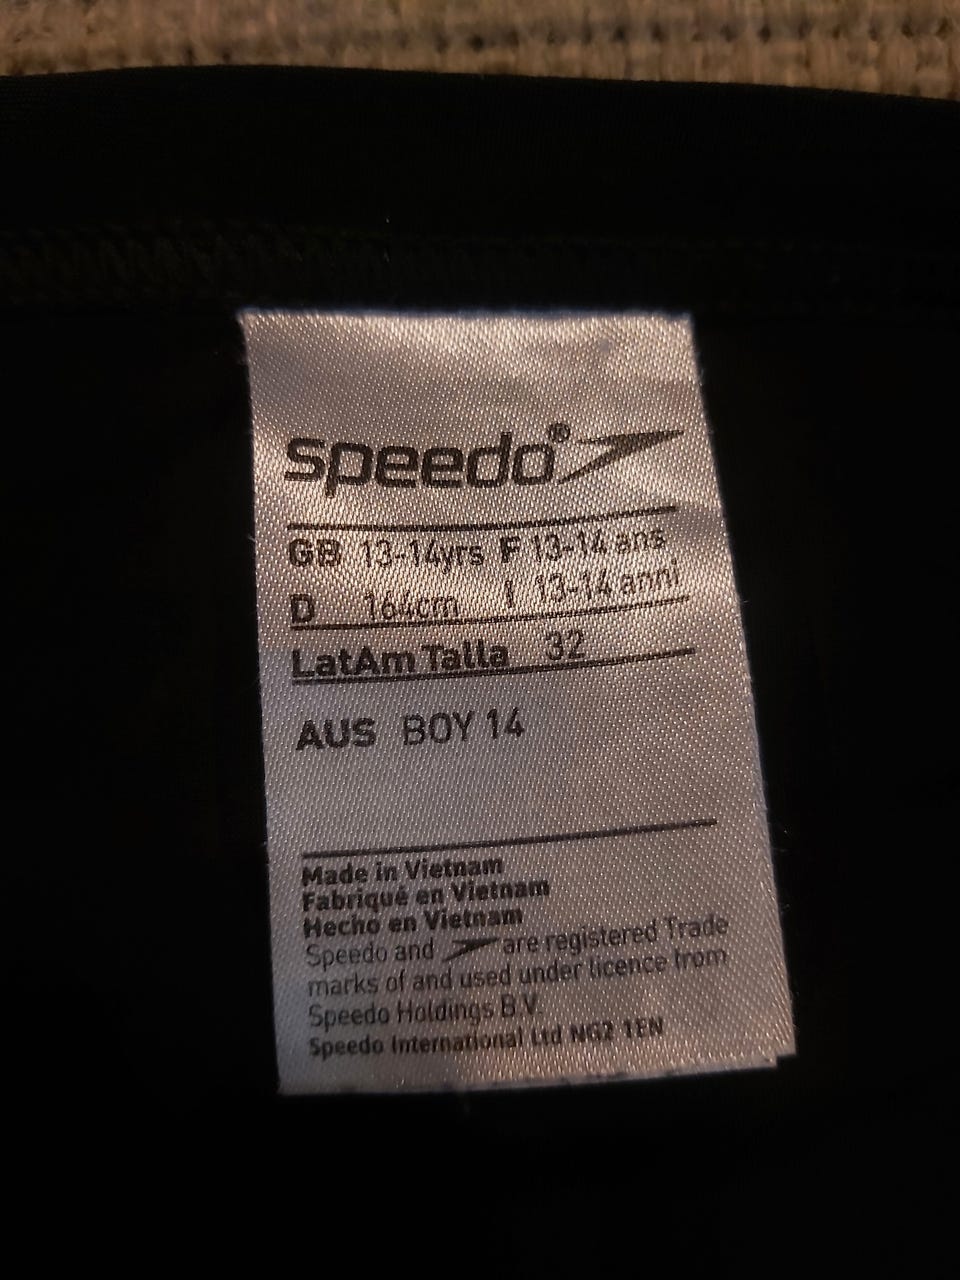 speedo®
GB 13-14yrs F 13-14 ans
D 164cm I 13-14 anni
LatAm Talla 32
AUS BOY 14
Made in Vietnam
Fabriqué en Vietnam
Hecho en Vietnam
Speedo and are registered Trade
marks of and used under licence from
Speedo Holdings B.V.
Speedo International Ltd NG2 1EN